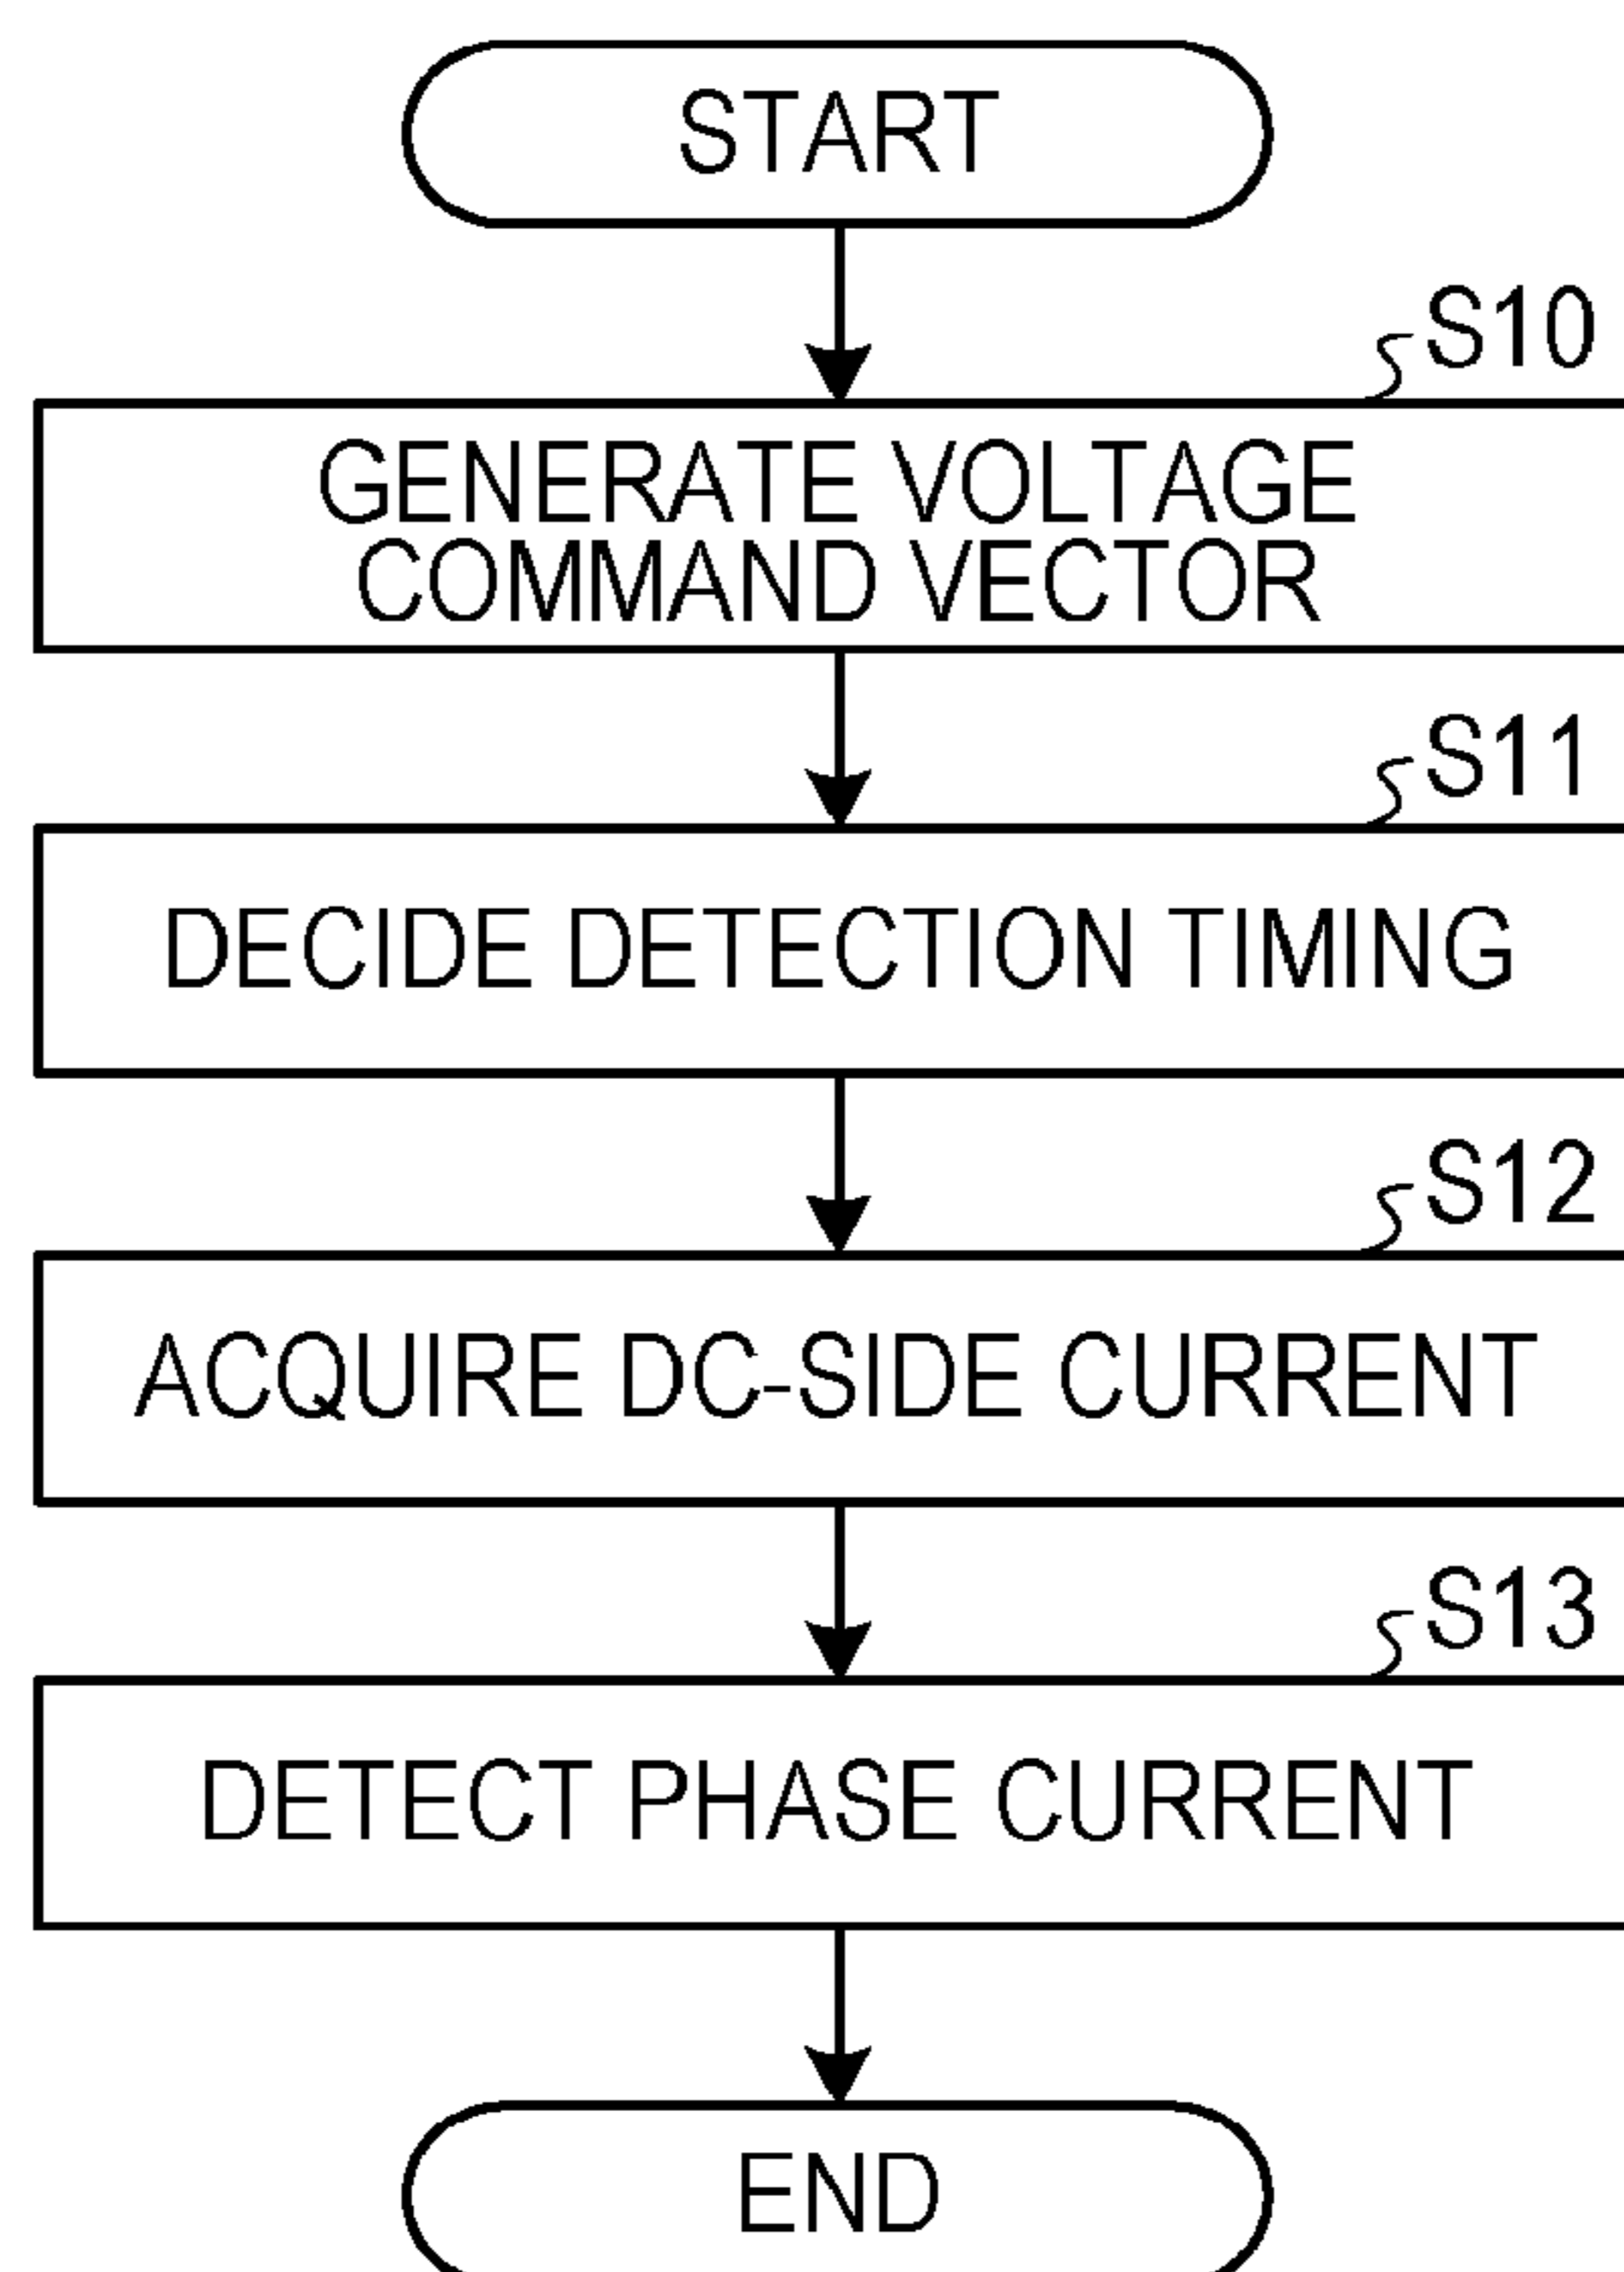 START
S10
GENERATE VOLTAGE
COMMAND VECTOR
S11
DECIDE DETECTION TIMING
S12
ACQUIRE DC-SIDE CURRENT
S13
DETECT PHASE CURRENT
END